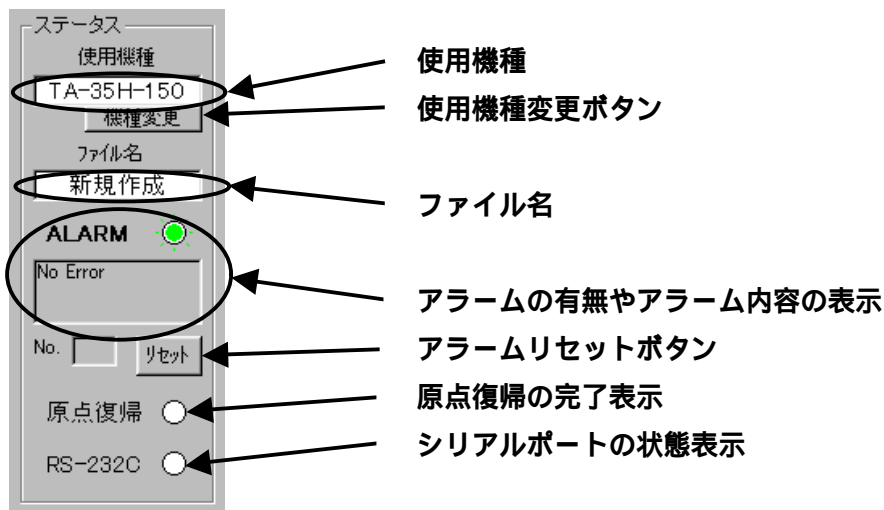 ステータス
使用機種
TA-35H-150
機種変更
ファイル名
新規作成
ALARM
No Error
No.
リセット
原点復帰
RS-232C
使用機種
使用機種変更ボタン
ファイル名
アラームの有無やアラーム内容の表示
アラームリセットボタン
原点復帰の完了表示
シリアルポートの状態表示